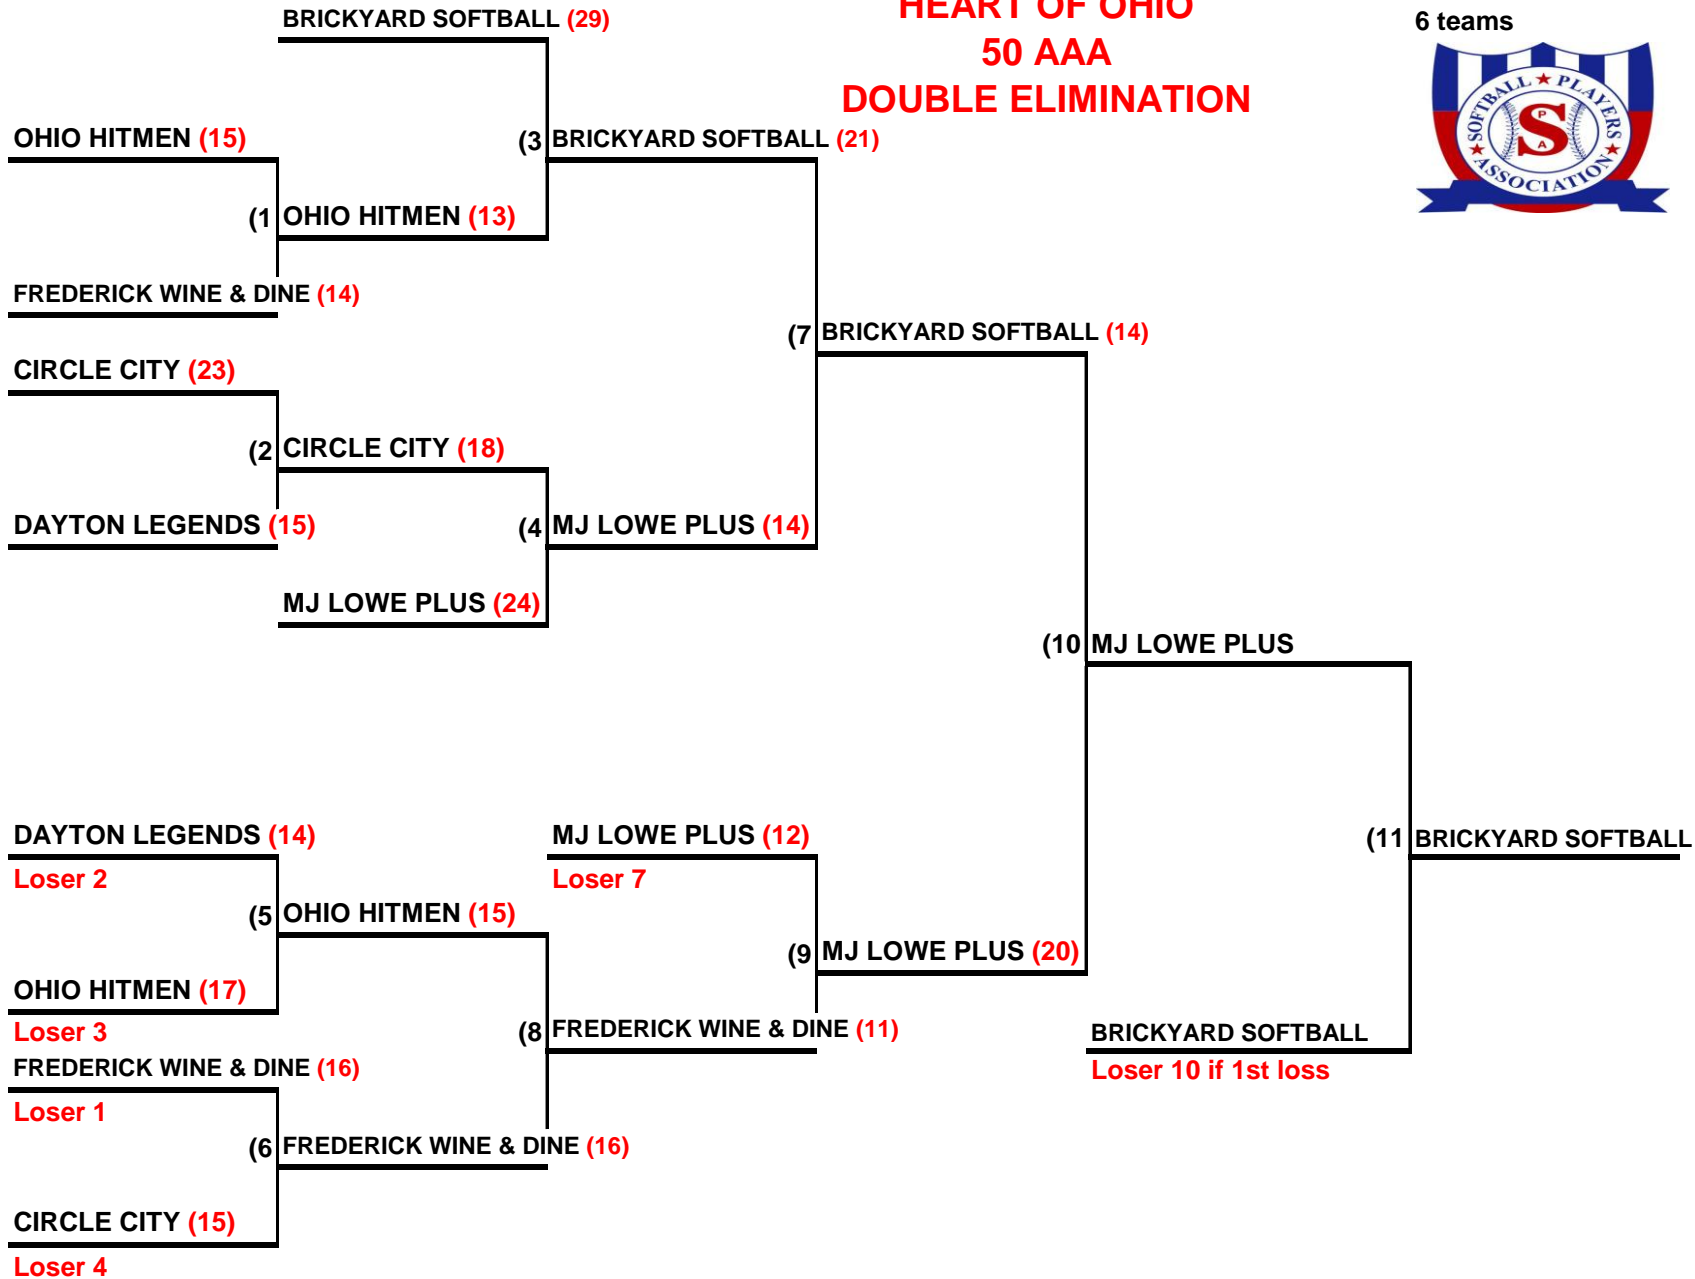 BRICKYARD SOFTBALL (29)
HEART OF OHIO
50 AAA
DOUBLE ELIMINATION
6 teams
SOFTBALL ★ PLAYERS ★ ASSOCIATION ★
P
S
A
OHIO HITMEN (15)
(3 BRICKYARD SOFTBALL (21)
(1 OHIO HITMEN (13)
FREDERICK WINE & DINE (14)
(7 BRICKYARD SOFTBALL (14)
CIRCLE CITY (23)
(2 CIRCLE CITY (18)
DAYTON LEGENDS (15)
(4 MJ LOWE PLUS (14)
MJ LOWE PLUS (24)
(10 MJ LOWE PLUS
DAYTON LEGENDS (14)
Loser 2
MJ LOWE PLUS (12)
Loser 7
(11 BRICKYARD SOFTBALL
(5 OHIO HITMEN (15)
(9 MJ LOWE PLUS (20)
OHIO HITMEN (17)
Loser 3
(8 FREDERICK WINE & DINE (11)
BRICKYARD SOFTBALL
Loser 10 if 1st loss
FREDERICK WINE & DINE (16)
Loser 1
(6 FREDERICK WINE & DINE (16)
CIRCLE CITY (15)
Loser 4